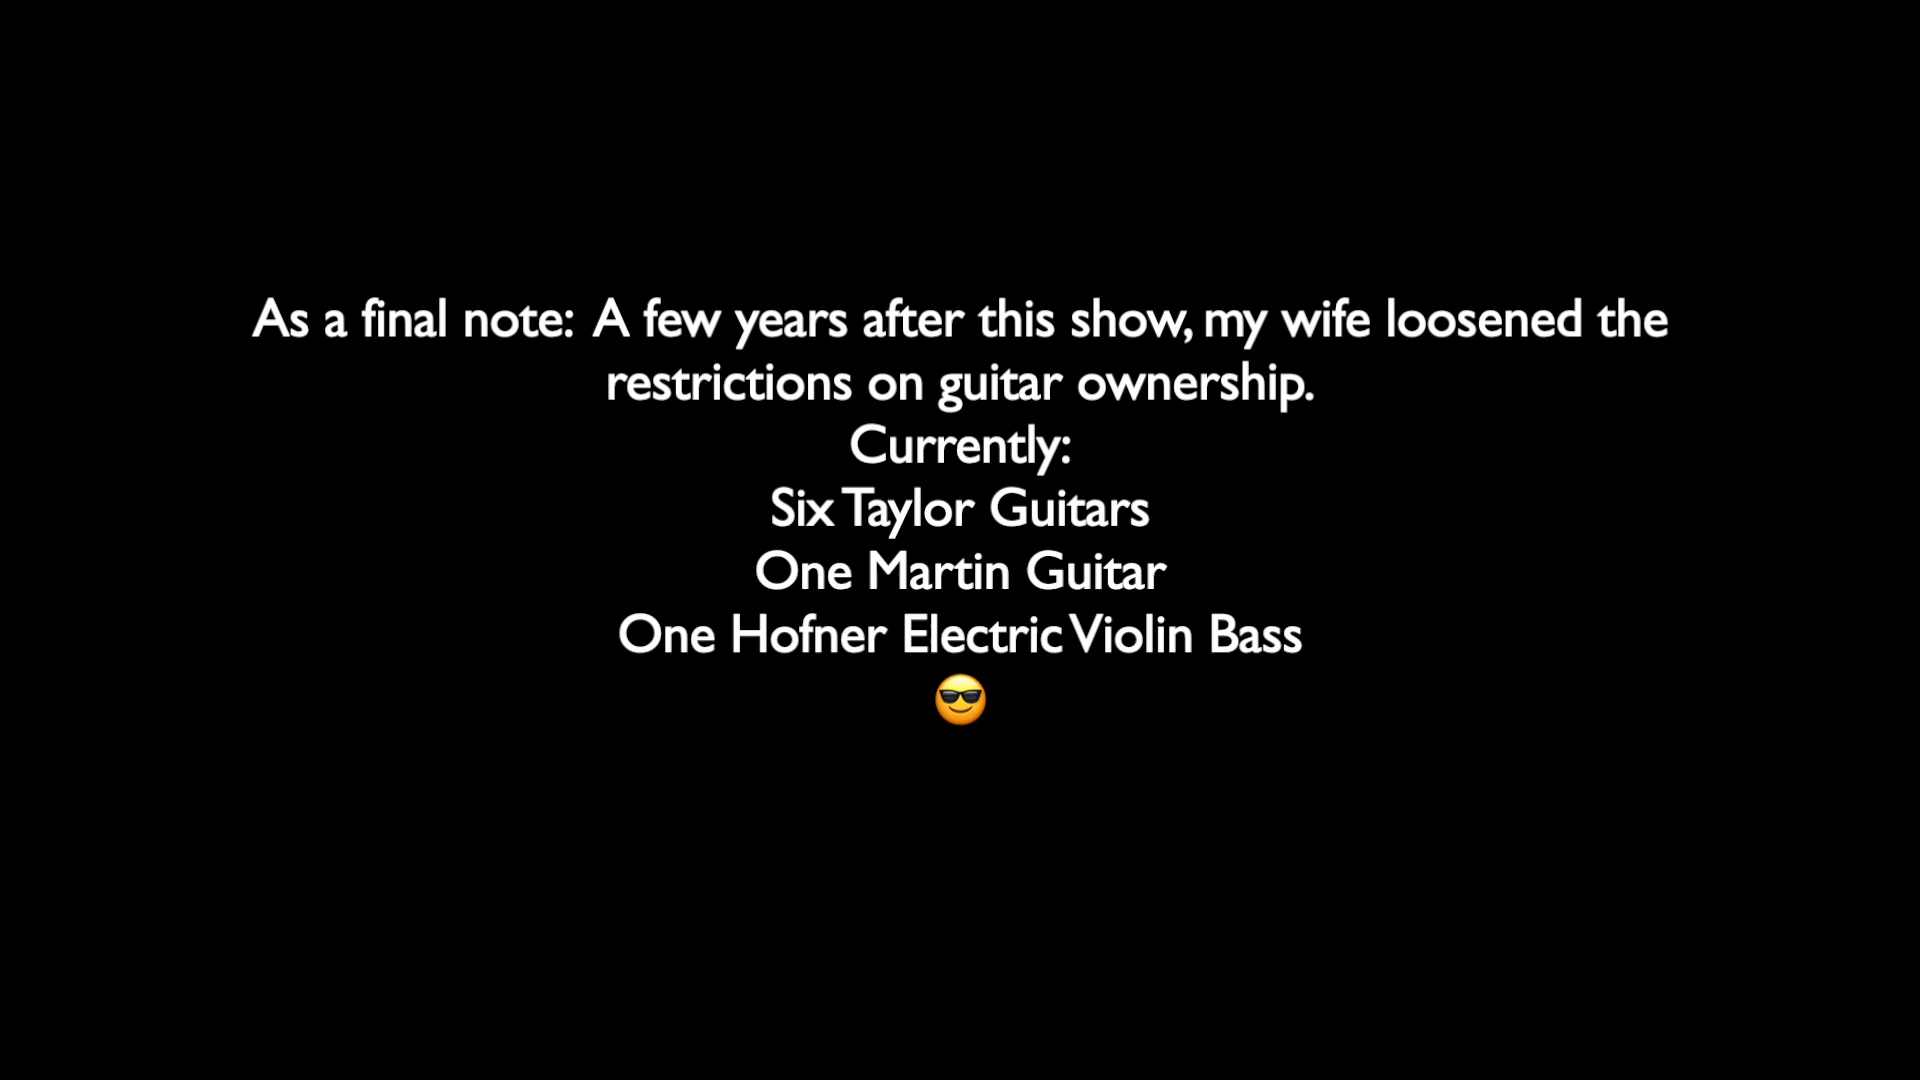 As a final note:  A few years after this show, my wife loosened the
restrictions on guitar ownership.
Currently:
Six Taylor Guitars
One Martin Guitar
One Hofner Electric Violin Bass
😎